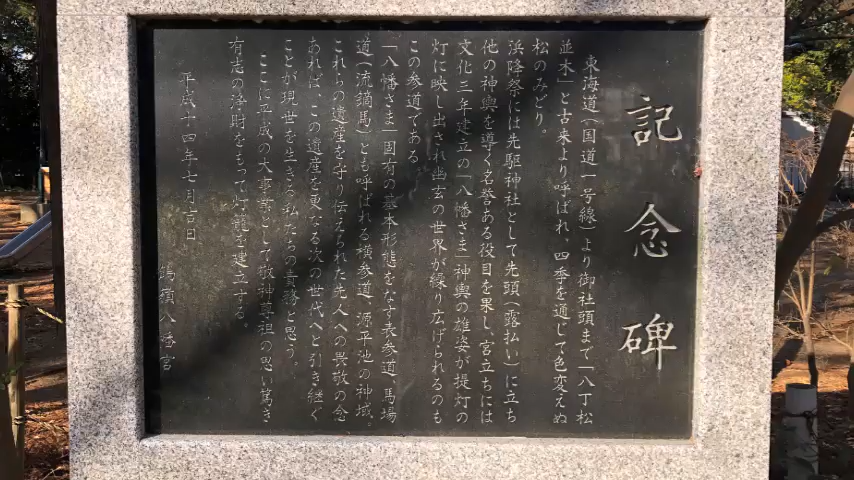 記念碑
東海道（国道一号線）より御社頭まで「八丁松
並木」と古来より呼ばれ、四季を通じて色変えぬ
松のみどり。
浜降祭には先駆神社として先頭（露払い）に立ち
他の神輿を導く名誉ある役目を果し、宮立ちには
文化三年建立の「八幡さま」神輿の雄姿が提灯の
灯に映し出され幽玄の世界が繰り広げられるのも
この参道である。
「八幡さま」固有の基本形態をなす表参道、馬場
道（流鏑馬）とも呼ばれる横参道、源平池の神域。
これらの遺産を守り伝えられた先人への畏敬の念
あれば、この遺産を更なる次の世代へと引き継ぐ
ことが現世を生きる私たちの責務と思う。
ここに平成の大事業として敬神尊祖の思い篤き
有志の浄財をもって灯籠を建立する。
平成十四年七月吉日
鶴嶺八幡宮